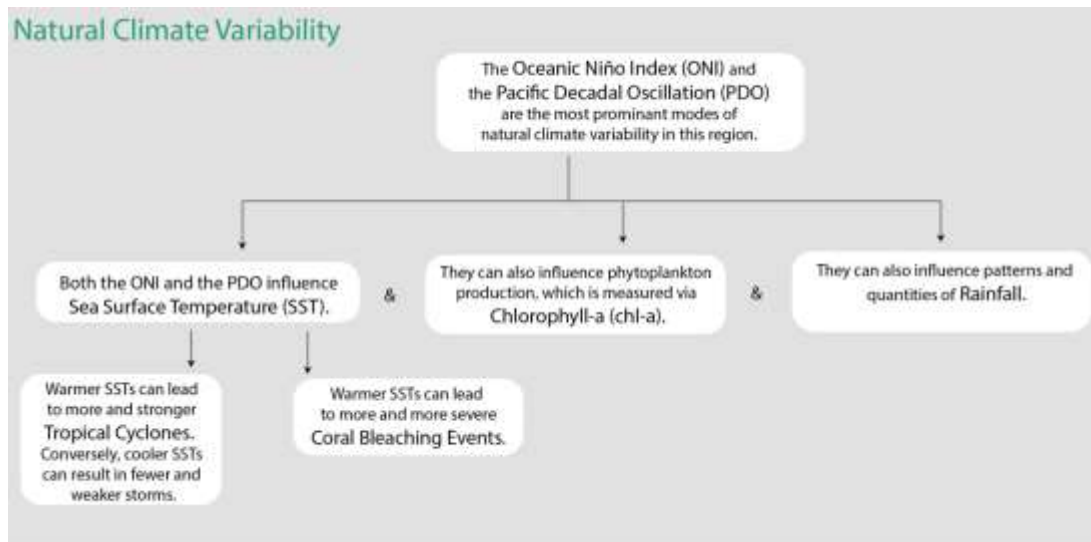 Natural Climate Variability
The Oceanic Niño Index (ONI) and
the Pacific Decadal Oscillation (PDO)
are the most prominant modes of
natural climate variability in this region.
Both the ONI and the PDO influence
Sea Surface Temperature (SST).
&
They can also influence phytoplankton
production, which is measured via
Chlorophyll-a (chl-a).
&
They can also influence patterns and
quantities of Rainfall.
Warmer SSTs can lead
to more and stronger
Tropical Cyclones.
Conversely, cooler SSTs
can result in fewer and
weaker storms.
Warmer SSTs can lead
to more and more severe
Coral Bleaching Events.